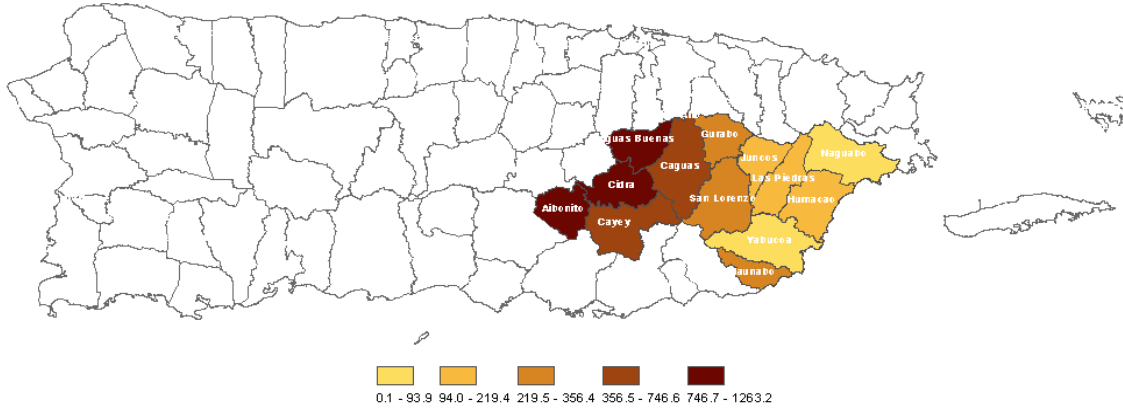 guas Buenas
Gurabo
Juncos
Naguabo
Caguas
Las Piedras
Cidra
San Lorenzo
Humacao
Aibonito
Cayey
Yabucoa
aunabo
0.1 - 93.9 94.0 - 219.4 219.5 - 356.4 356.5 - 746.6 746.7 - 1263.2